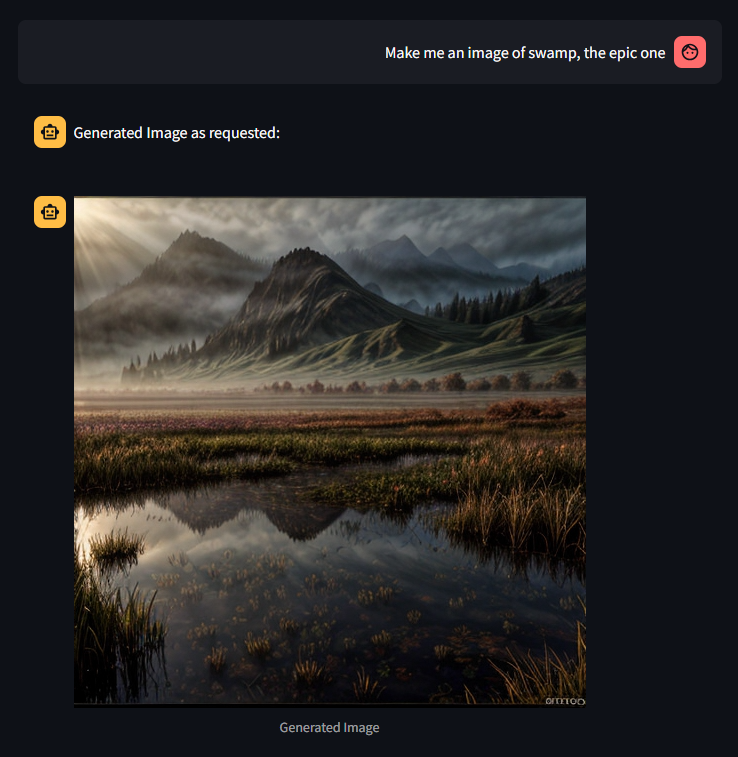 Make me an image of swamp, the epic one
Generated Image as requested:
Generated Image